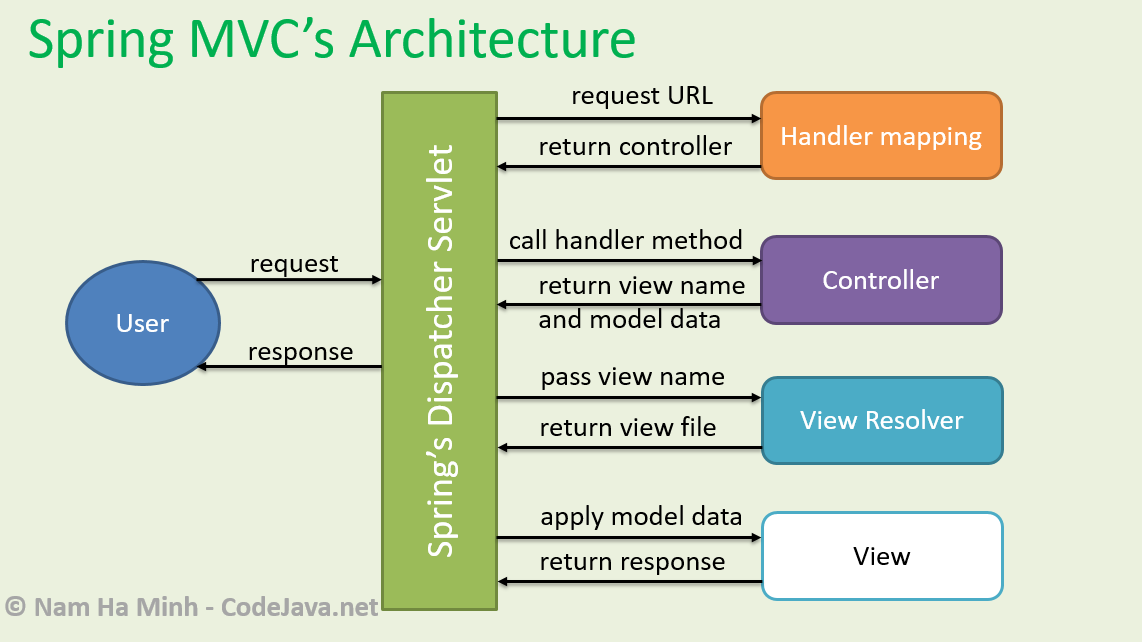 Spring MVC’s Architecture
request URL
Handler mapping
return controller
call handler method
Controller
return view name
and model data
request
User
response
Spring’s Dispatcher Servlet
pass view name
View Resolver
return view file
apply model data
View
return response
© Nam Ha Minh - CodeJava.net